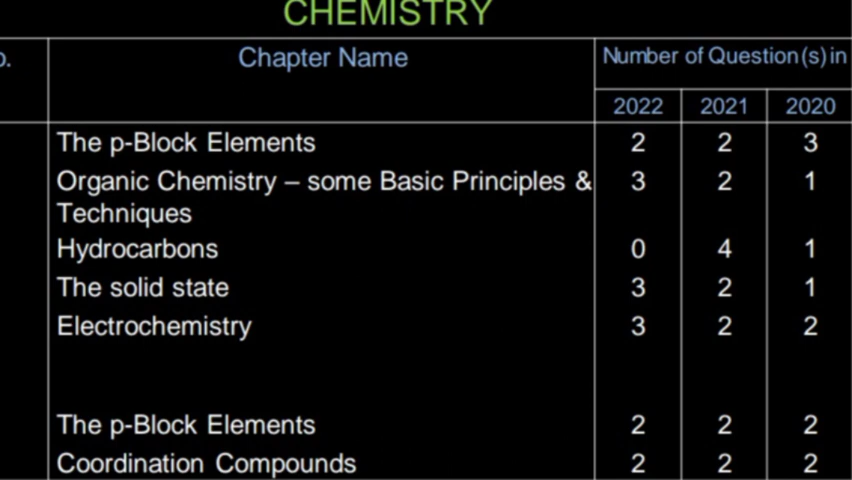 CHEMISTRY
o. Chapter Name Number of Question(s) in
2022 2021 2020
The p-Block Elements 2 2 3
Organic Chemistry – some Basic Principles & 3 2 1
Techniques
Hydrocarbons 0 4 1
The solid state 3 2 1
Electrochemistry 3 2 2
The p-Block Elements 2 2 2
Coordination Compounds 2 2 2